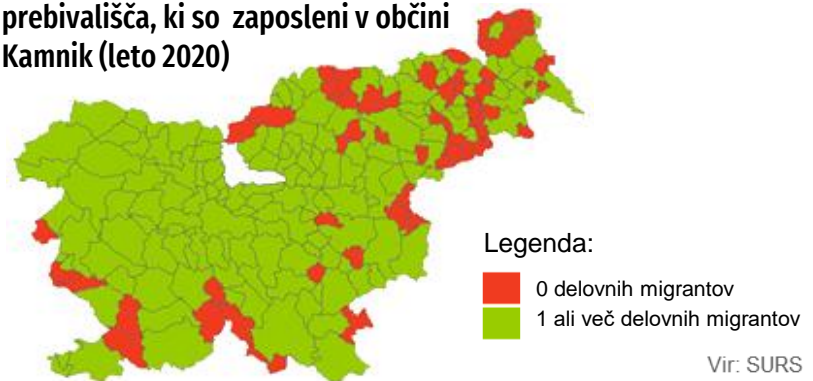 prebivališča, ki so zaposleni v občini
Kamnik (leto 2020)
Legenda:
0 delovnih migrantov
1 ali več delovnih migrantov
Vir: SURS